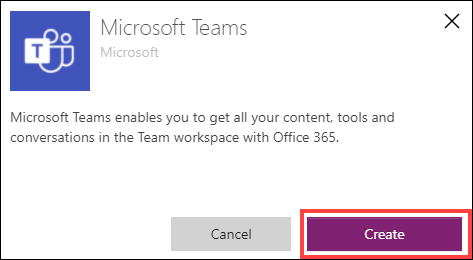 Microsoft Teams
Microsoft
Microsoft Teams enables you to get all your content, tools and
conversations in the Team workspace with Office 365.
Cancel
Create